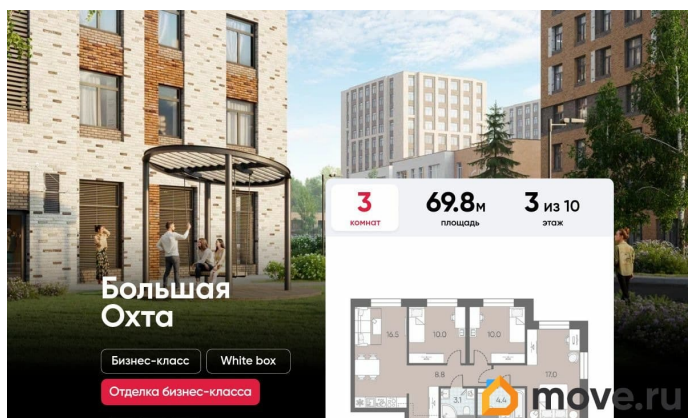 3
комнат
69.8м
площадь
3 из 10
этаж
Большая
Охта
Бизнес-класс
White box
Отделка бизнес-класса
16.5
10.0
10.0
17.0
8.8
3.1
4.4
move.ru